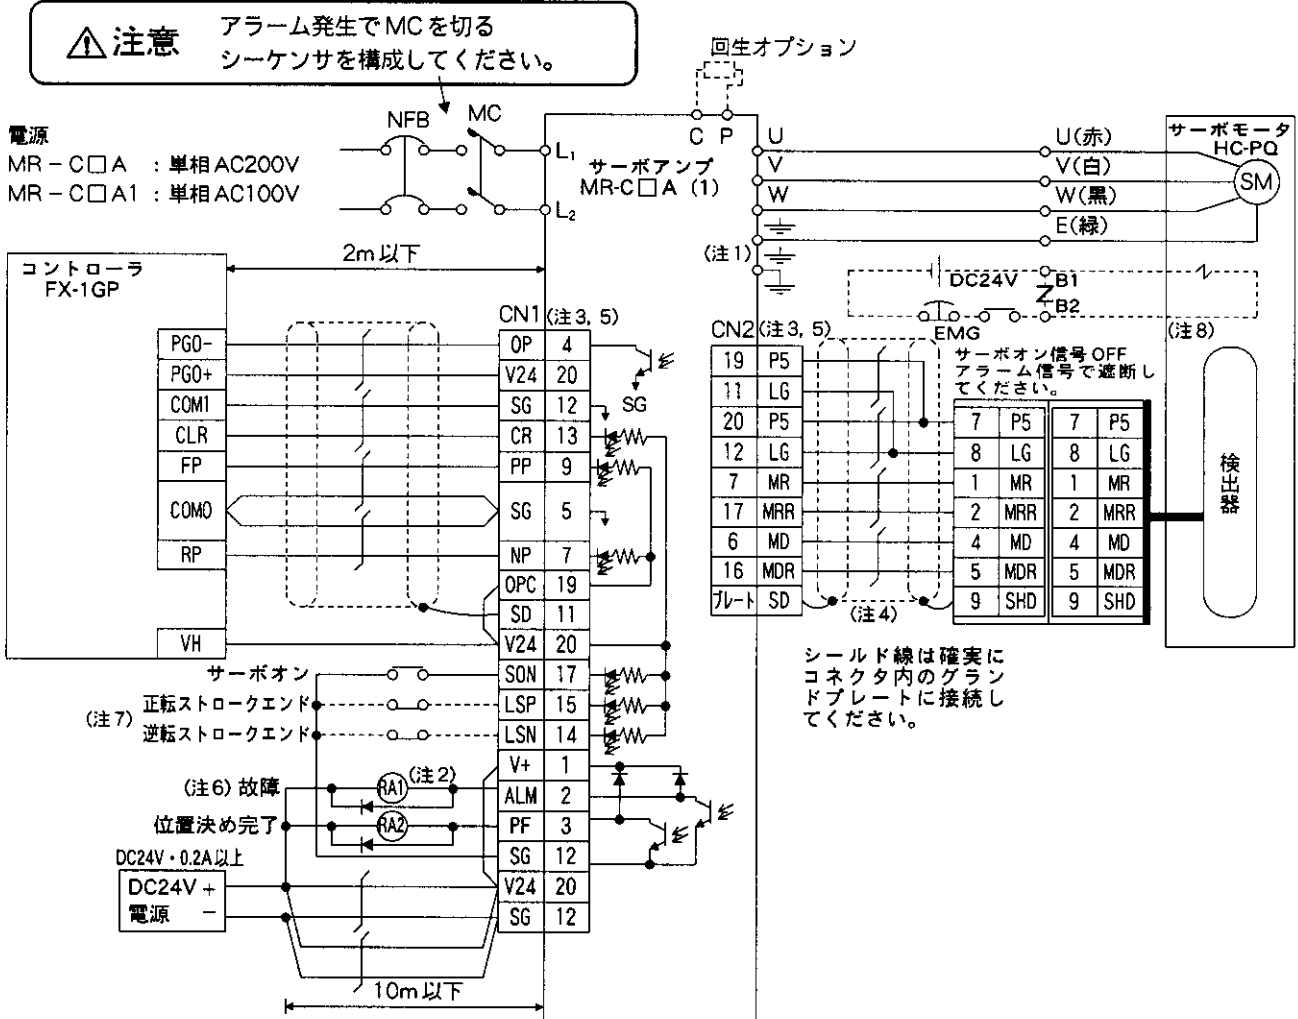 注意
アラーム発生でMCを切る
シーケンサを構成してください。
回生オプション
C P
電源
MR-C□A ：単相AC200V
MR-C□A1 ：単相AC100V
NFB
MC
L₁
L₂
サーボアンプ
MR-C□A (1)
U
V
W
U(赤)
V(白)
W(黒)
E(緑)
サーボモータ
HC-PQ
SM
(注1)
DC24V
B1
B2
EMG
サーボオン信号OFF
アラーム信号で遮断し
てください。
(注8)
検出器
コントローラ
FX-1GP
2m以下
PG0-
PG0+
COM1
CLR
FP
COM0
RP
VH
CN1(注3, 5)
OP 4
V24 20
SG 12
CR 13
PP 9
SG 5
NP 7
OPC 19
SD 11
V24 20
SON 17
LSP 15
LSN 14
V+ 1
ALM 2
PF 3
SG 12
V24 20
SG 12
SG
CN2(注3, 5)
19 P5
11 LG
20 P5
12 LG
7 MR
17 MRR
6 MD
16 MDR
プレート SD
(注4)
7 P5 7 P5
8 LG 8 LG
1 MR 1 MR
2 MRR 2 MRR
4 MD 4 MD
5 MDR 5 MDR
9 SHD 9 SHD
シールド線は確実に
コネクタ内のグラン
ドプレートに接続し
てください。
サーボオン
(注7)
正転ストロークエンド
逆転ストロークエンド
(注6)故障
RA1
(注2)
位置決め完了
RA2
DC24V・0.2A以上
DC24V +
電源 −
10m以下